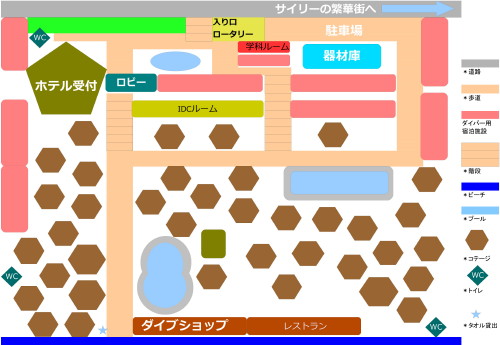 サイリーの繁華街へ
入り口
ロータリー
駐車場
WC
学科ルーム
器材庫
ホテル受付
ロビー
IDCルーム
WC
ダイブショップ
レストラン
WC
*道路
*歩道
ダイバー用
宿泊施設
*階段
*ビーチ
*プール
*コテージ
WC
*トイレ
*タオル貸出